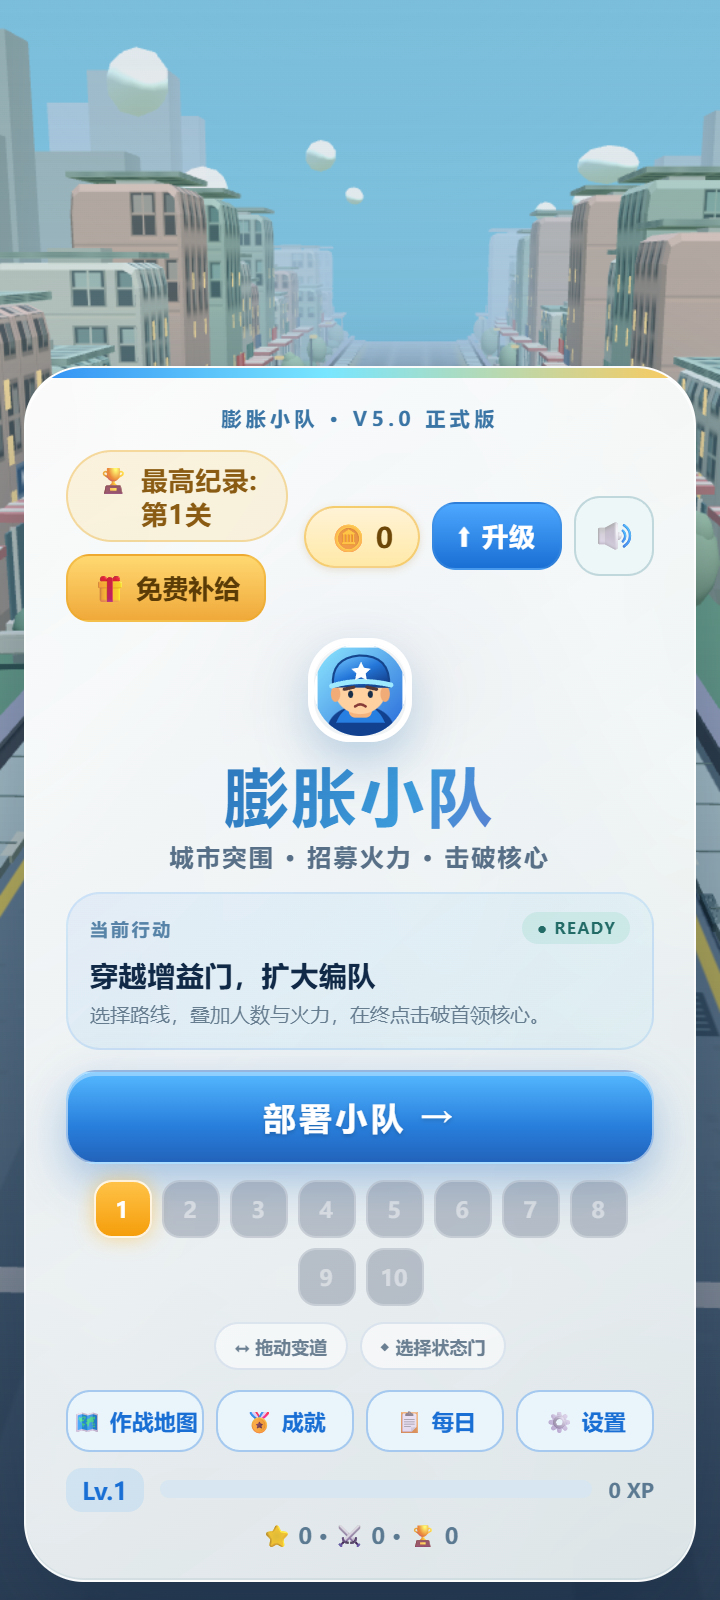 膨胀小队 • V5.0 正式版
最高纪录:
第1关
0
⬆ 升级
免费补给
膨胀小队
城市突围 • 招募火力 • 击破核心
当前行动
● READY
穿越增益门，扩大编队
选择路线，叠加人数与火力，在终点击破首领核心。
部署小队 →
1 2 3 4 5 6 7 8
9 10
↔ 拖动变道 ◆ 选择状态门
作战地图 成就 每日 设置
Lv.1 0 XP
0 • 0 • 0